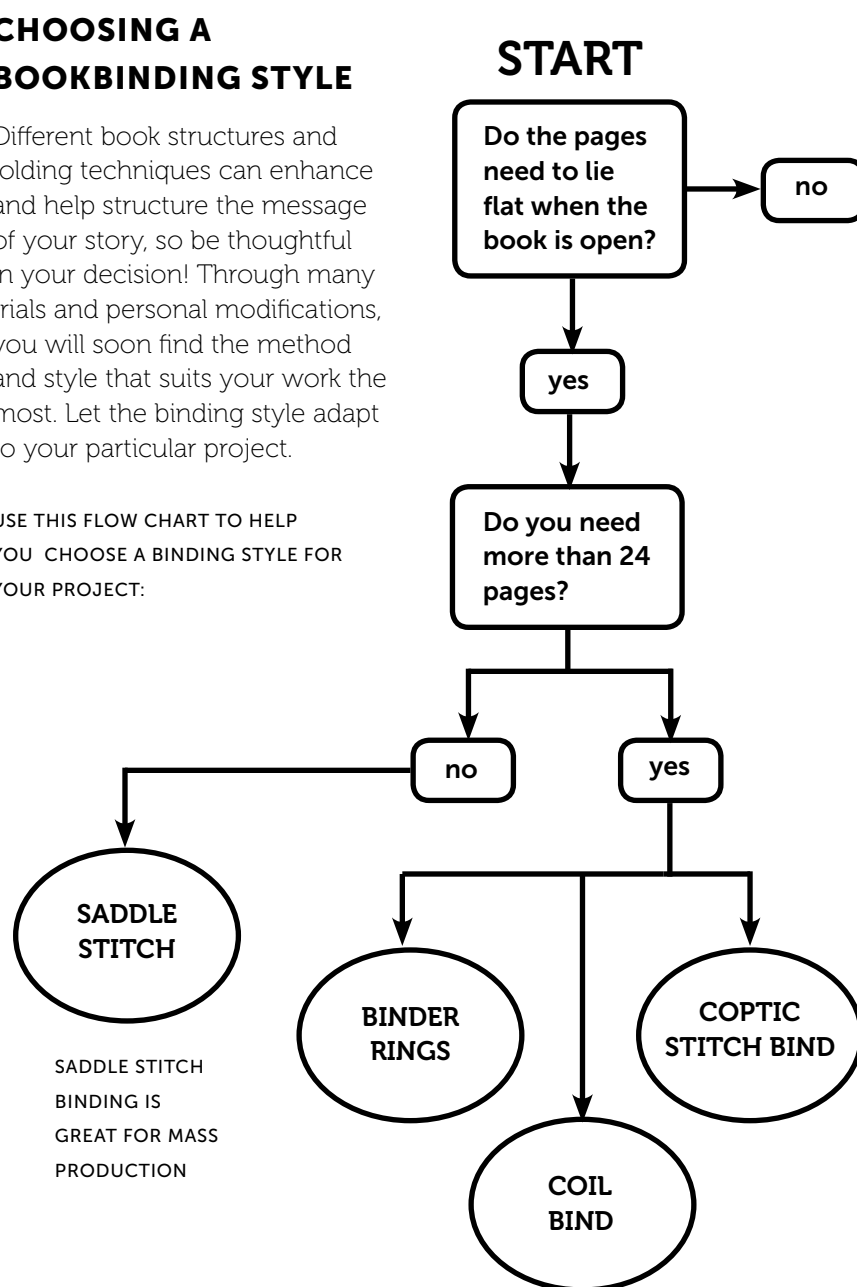 CHOOSING A
BOOKBINDING STYLE
Different book structures and
folding techniques can enhance
and help structure the message
of your story, so be thoughtful
in your decision! Through many
trials and personal modifications,
you will soon find the method
and style that suits your work the
most. Let the binding style adapt
to your particular project.
USE THIS FLOW CHART TO HELP
YOU CHOOSE A BINDING STYLE FOR
YOUR PROJECT:
START
Do the pages
need to lie
flat when the
book is open?
no
yes
Do you need
more than 24
pages?
no
yes
SADDLE
STITCH
BINDER
RINGS
COPTIC
STITCH BIND
COIL
BIND
SADDLE STITCH
BINDING IS
GREAT FOR MASS
PRODUCTION